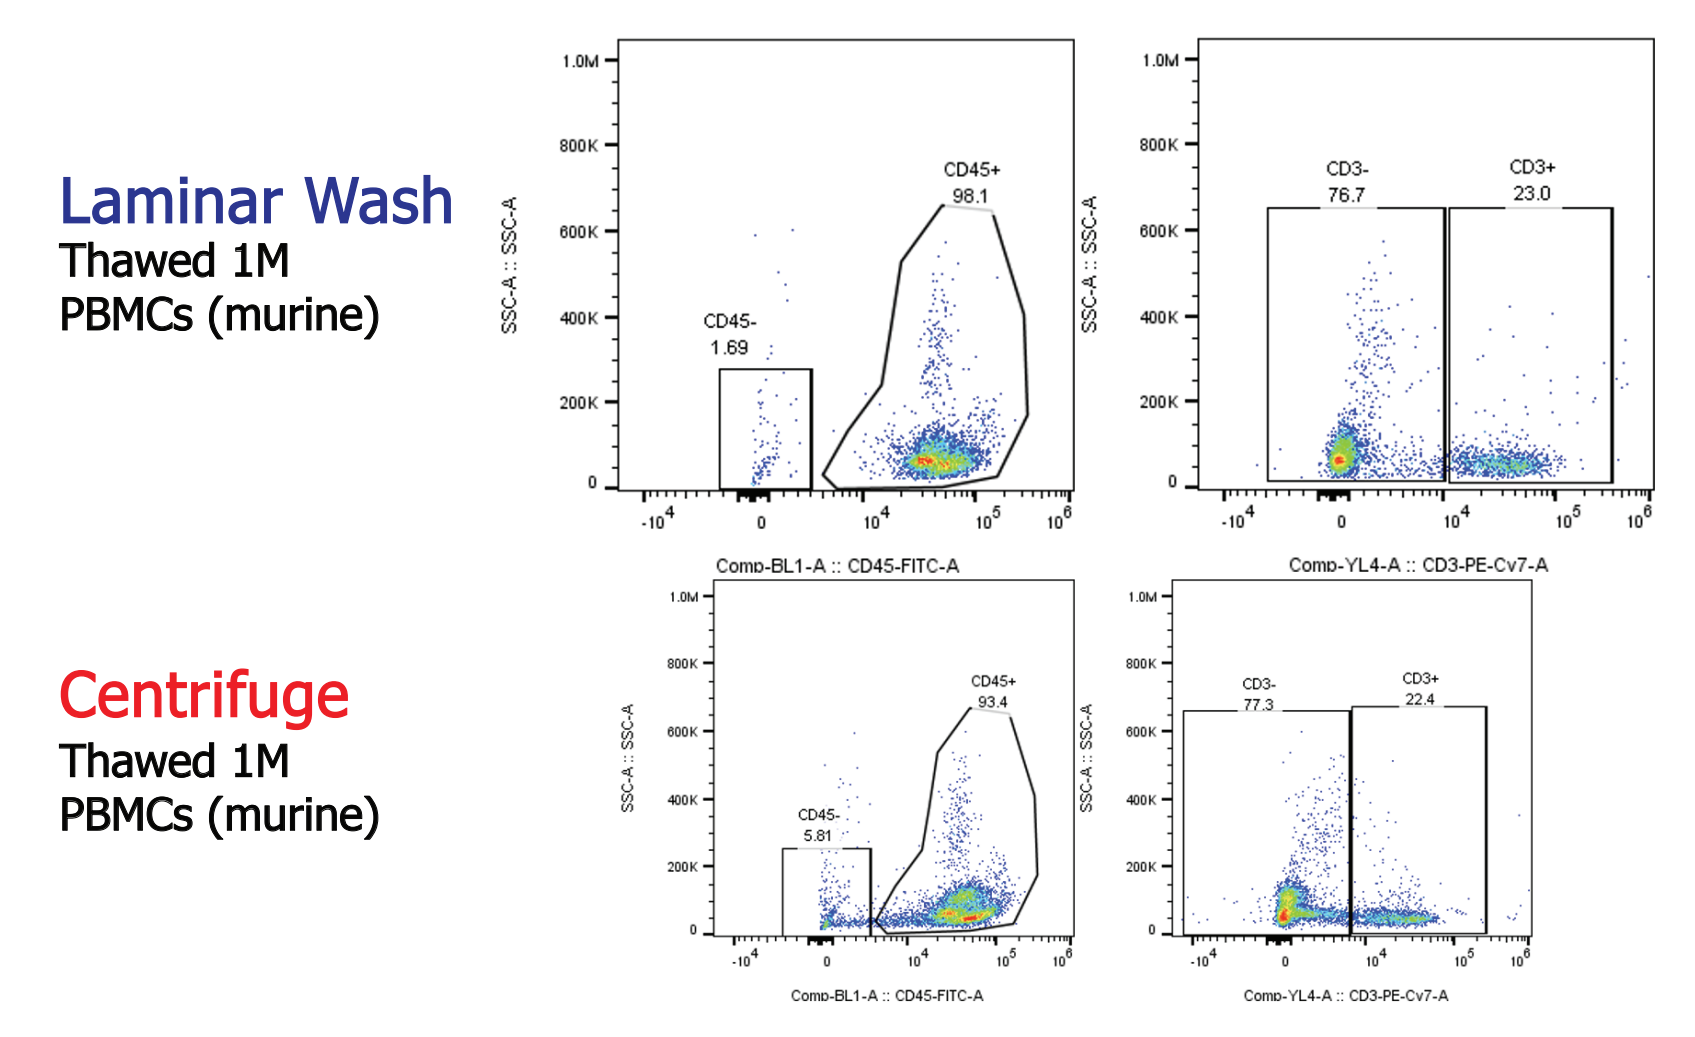 Laminar Wash
Thawed 1M
PBMCs (murine)
SSC-A :: SSC-A
1.0M
800K
600K
400K
200K
0
CD45-
1.69
CD45+
98.1
-10^4
0
10^4
10^5
10^6
Comp-BL1-A :: CD45-FITC-A
SSC-A :: SSC-A
1.0M
800K
600K
400K
200K
0
CD3-
76.7
CD3+
23.0
-10^4
0
10^4
10^5
10^6
Comp-YL4-A :: CD3-PE-Cy7-A
Centrifuge
Thawed 1M
PBMCs (murine)
SSC-A :: SSC-A
1.0M
800K
600K
400K
200K
0
CD45-
5.81
CD45+
93.4
-10^4
0
10^4
10^5
10^6
Comp-BL1-A :: CD45-FITC-A
SSC-A :: SSC-A
1.0M
800K
600K
400K
200K
0
CD3-
77.3
CD3+
22.4
-10^4
0
10^4
10^5
10^6
Comp-YL4-A :: CD3-PE-Cy7-A